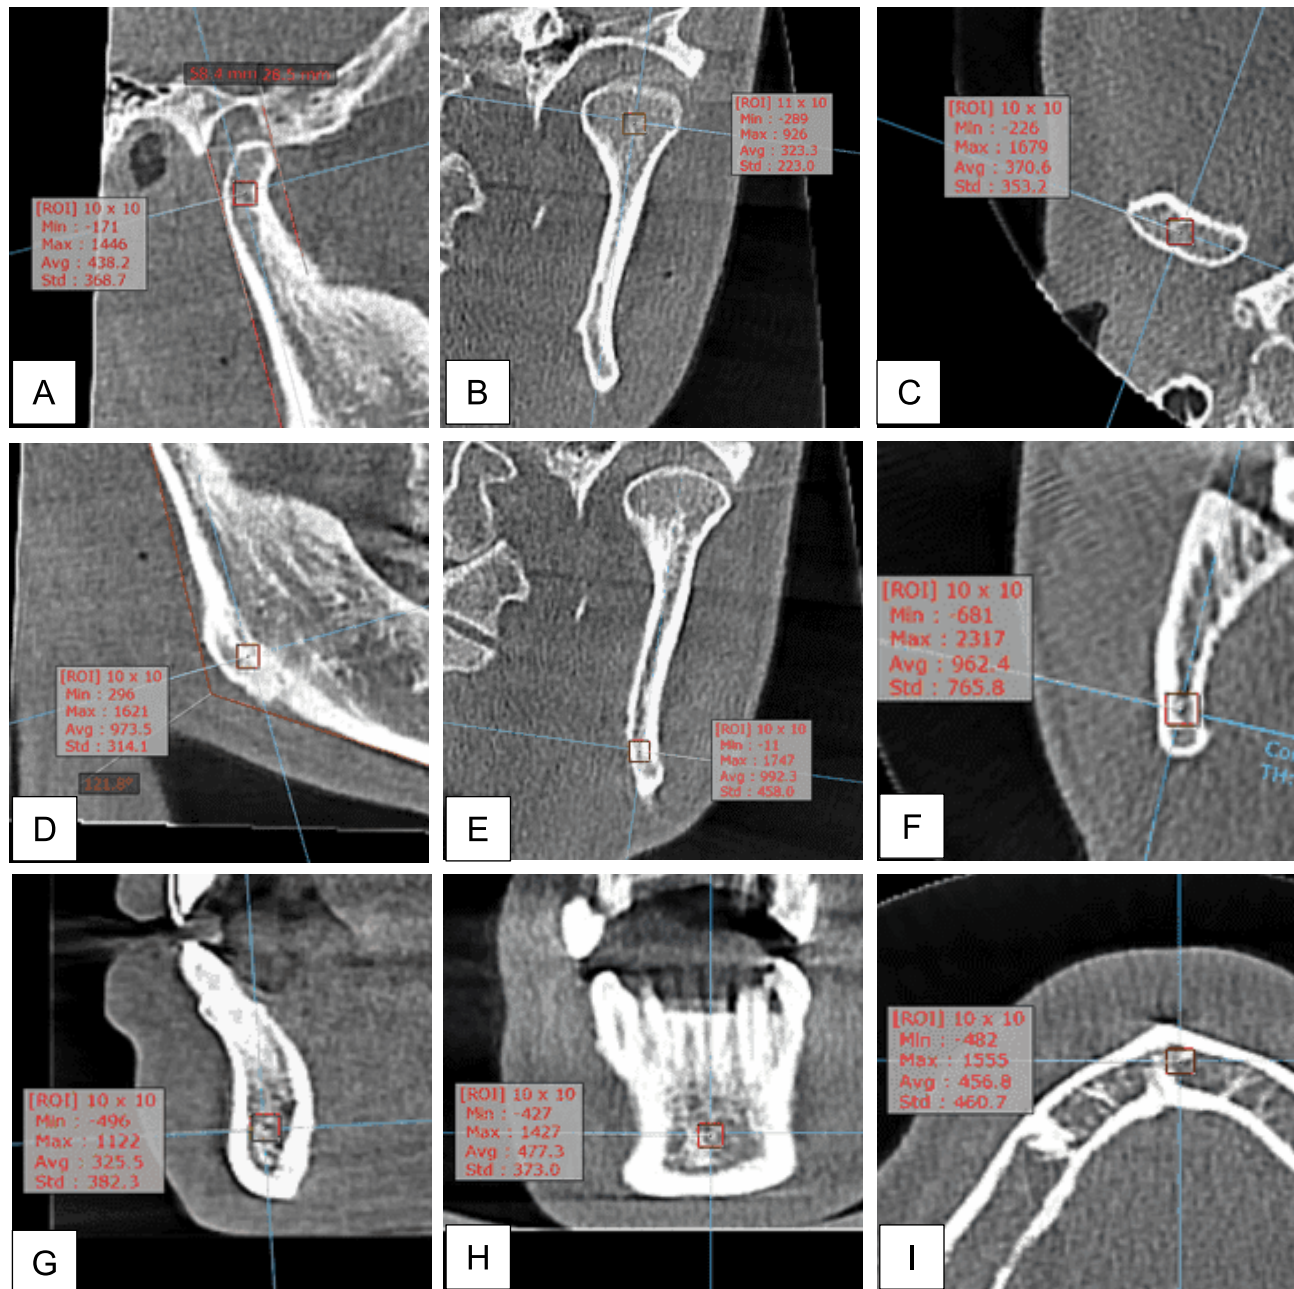 58.4 mm 28.5 mm
[ROI] 10 x 10
Min : -171
Max : 1446
Avg : 438.2
Std : 368.7
A
[ROI] 11 x 10
Min : -289
Max : 926
Avg : 323.3
Std : 223.0
B
[ROI] 10 x 10
Min : -226
Max : 1679
Avg : 370.6
Std : 353.2
C
[ROI] 10 x 10
Min : 296
Max : 1621
Avg : 973.5
Std : 314.1
121.8°
D
[ROI] 10 x 10
Min : -11
Max : 1747
Avg : 992.3
Std : 458.0
E
[ROI] 10 x 10
Min : -681
Max : 2317
Avg : 962.4
Std : 765.8
F
[ROI] 10 x 10
Min : -496
Max : 1122
Avg : 325.5
Std : 382.3
G
[ROI] 10 x 10
Min : -427
Max : 1427
Avg : 477.3
Std : 373.0
H
[ROI] 10 x 10
Min : -482
Max : 1555
Avg : 456.8
Std : 460.7
I